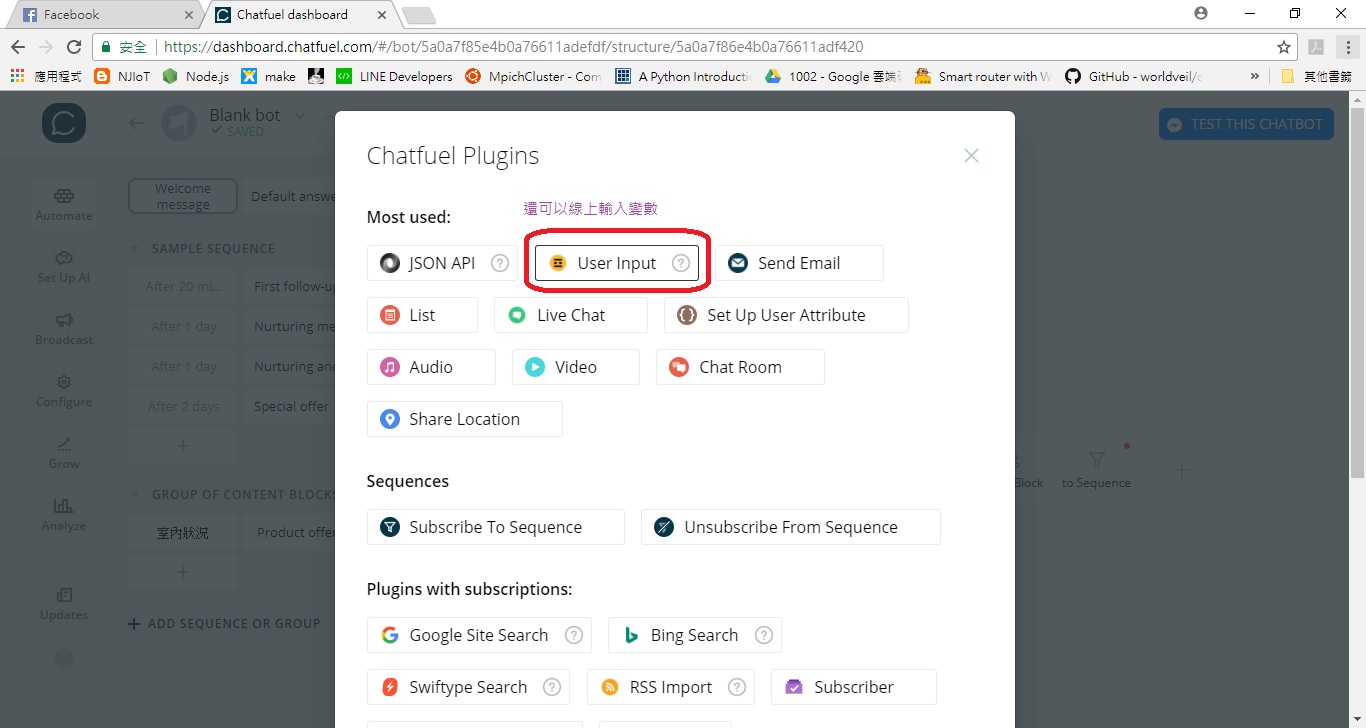 Facebook
Chatfuel dashboard
安全
https://dashboard.chatfuel.com/#/bot/5a0a7f85e4b0a76611adefdf/structure/5a0a7f86e4b0a76611adf420
應用程式
NJIoT
Node.js
make
LINE Developers
MpichCluster - Com
A Python Introducti
1002 - Google 雲端
Smart router with W
GitHub - worldveil/
»
其他書籤
Blank bot
SAVED
TEST THIS CHATBOT
Chatfuel Plugins
Automate
Welcome
message
Default answe
還可以線上輸入變數
Most used:
SAMPLE SEQUENCE
JSON API ?
User Input ?
Send Email
Set Up AI
After 20 mi...
First follow-u
List
Live Chat
Set Up User Attribute
Broadcast
After 1 day
Nurturing me
Audio
Video
Chat Room
After 1 day
Nurturing and
Configure
After 2 days
Special offer
Share Location
Grow
+
Block
to Sequence
+
Sequences
GROUP OF CONTENT BLOCKS
Analyze
室內狀況
Product offer
Subscribe To Sequence
Unsubscribe From Sequence
+
Plugins with subscriptions:
Updates
+ ADD SEQUENCE OR GROUP
Google Site Search ?
Bing Search ?
Swiftype Search ?
RSS Import ?
Subscriber